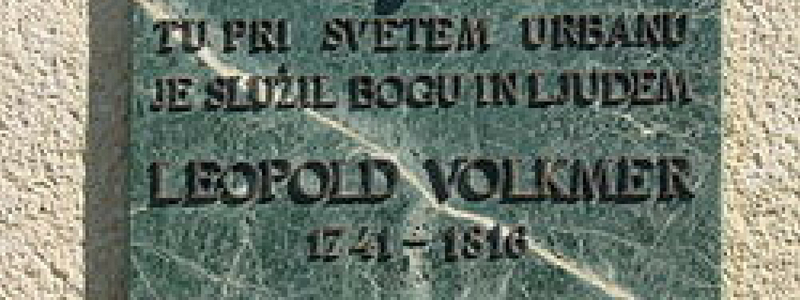 TU PRI SVETEM URBANU
JE SLUŽIL BOGU IN LJUDEM
LEOPOLD VOLKMER
1741 - 1816